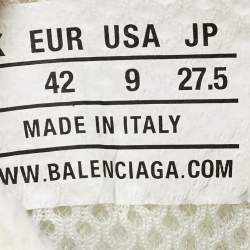 EUR USA JP
42 9 27.5
MADE IN ITALY
WWW.BALENCIAGA.COM